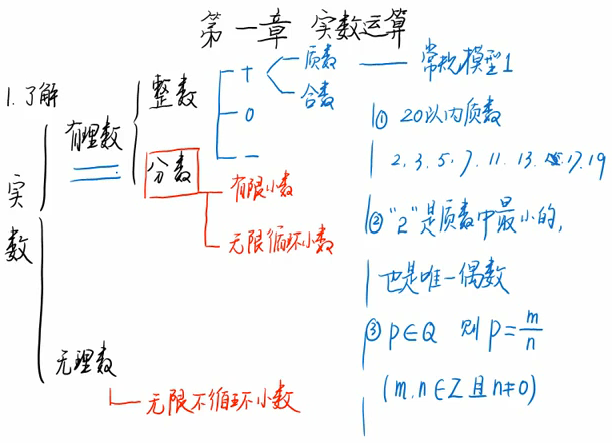 第一章 实数运算
1.了解
实数
有理数
整数
+
质数
合数
0
-
分数
有限小数
无限循环小数
无理数
无限不循环小数
常规模型1
① 20以内质数
2.3.5.7.11.13.17.19
② "2"是质数中最小的,
也是唯一偶数
③ p∈Q 则 p=m/n
(m.n∈Z且n≠0)